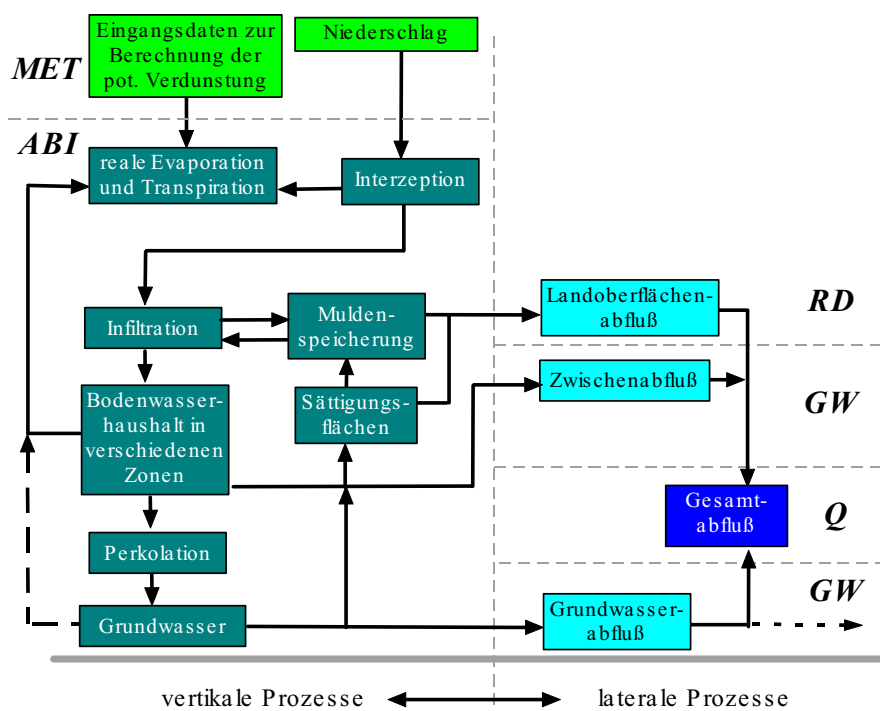 Eingangsdaten zur
Berechnung der
pot. Verdunstung
Niederschlag
MET
ABI
reale Evaporation
und Transpiration
Interzeption
Infiltration
Mulden-
speicherung
Landoberflächen-
abfluß
RD
Zwischenabfluß
GW
Bodenwasser-
haushalt in
verschiedenen
Zonen
Sättigungs-
flächen
Gesamt-
abfluß
Q
Perkolation
GW
Grundwasser
Grundwasser-
abfluß
vertikale Prozesse
laterale Prozesse